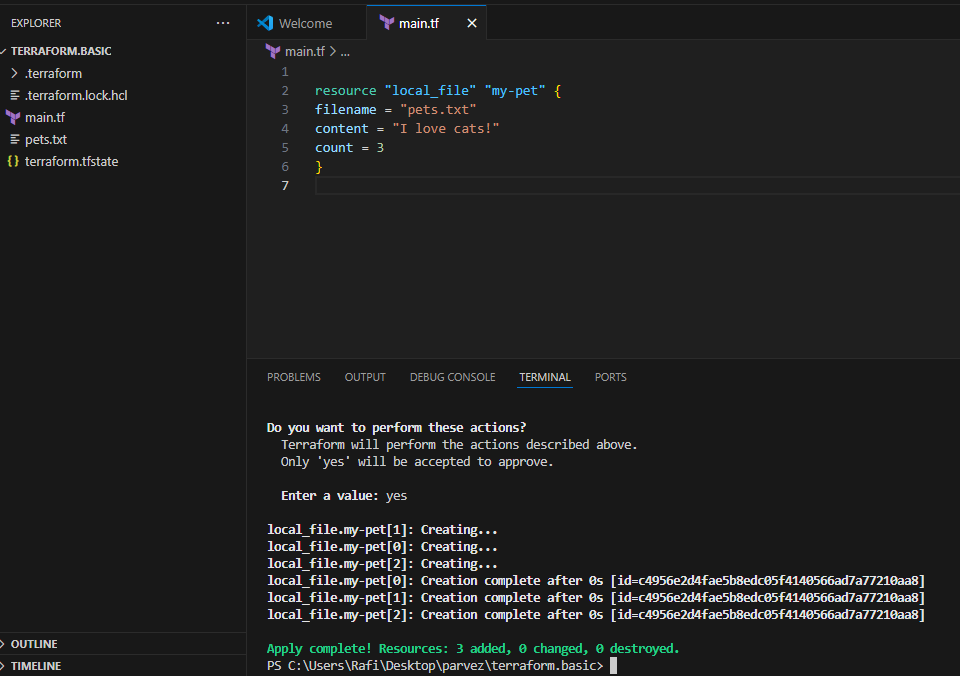 EXPLORER
...
TERRAFORM.BASIC
.terraform
.terraform.lock.hcl
main.tf
pets.txt
{} terraform.tfstate
OUTLINE
TIMELINE
Welcome
main.tf
main.tf > ...
1
2 resource "local_file" "my-pet" {
3 filename = "pets.txt"
4 content = "I love cats!"
5 count = 3
6 }
7
PROBLEMS OUTPUT DEBUG CONSOLE TERMINAL PORTS
Do you want to perform these actions?
Terraform will perform the actions described above.
Only 'yes' will be accepted to approve.
Enter a value: yes
local_file.my-pet[1]: Creating...
local_file.my-pet[0]: Creating...
local_file.my-pet[2]: Creating...
local_file.my-pet[0]: Creation complete after 0s [id=c4956e2d4fae5b8edc05f4140566ad7a77210aa8]
local_file.my-pet[1]: Creation complete after 0s [id=c4956e2d4fae5b8edc05f4140566ad7a77210aa8]
local_file.my-pet[2]: Creation complete after 0s [id=c4956e2d4fae5b8edc05f4140566ad7a77210aa8]
Apply complete! Resources: 3 added, 0 changed, 0 destroyed.
PS C:\Users\Rafi\Desktop\parvez\terraform.basic>